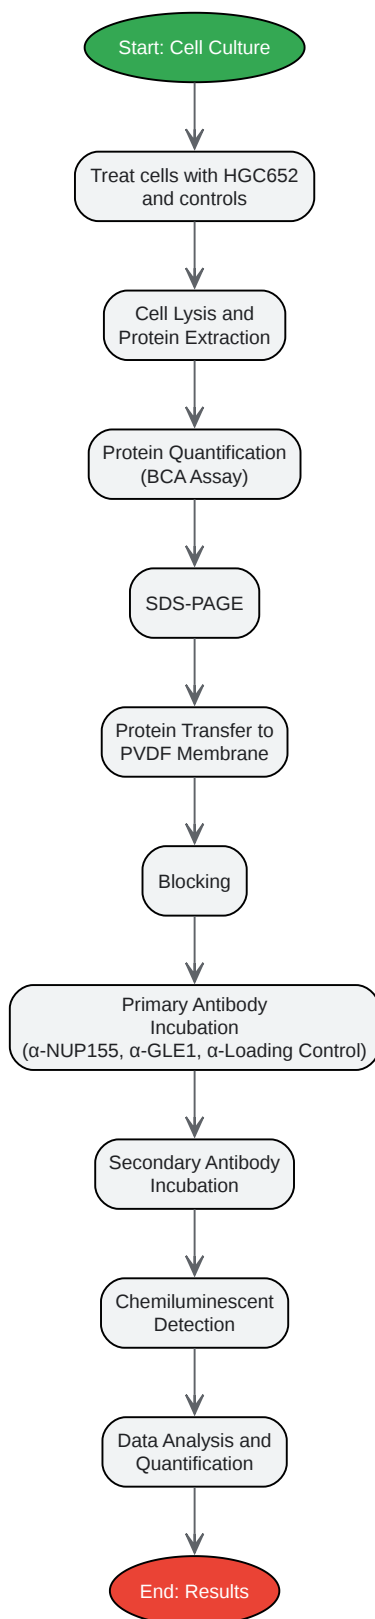 Start: Cell Culture
Treat cells with HGC652
and controls
Cell Lysis and
Protein Extraction
Protein Quantification
(BCA Assay)
SDS-PAGE
Protein Transfer to
PVDF Membrane
Blocking
Primary Antibody
Incubation
(α-NUP155, α-GLE1, α-Loading Control)
Secondary Antibody
Incubation
Chemiluminescent
Detection
Data Analysis and
Quantification
End: Results